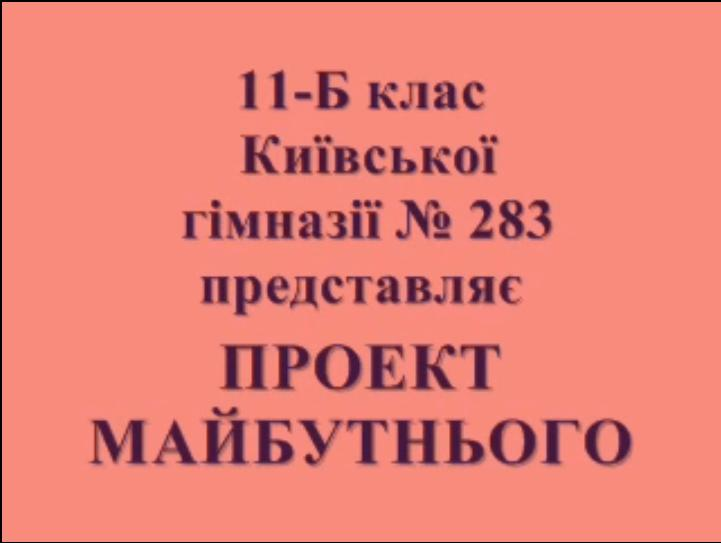 11-Б клас
Київської
гімназії № 283
представляє
ПРОЕКТ
МАЙБУТНЬОГО